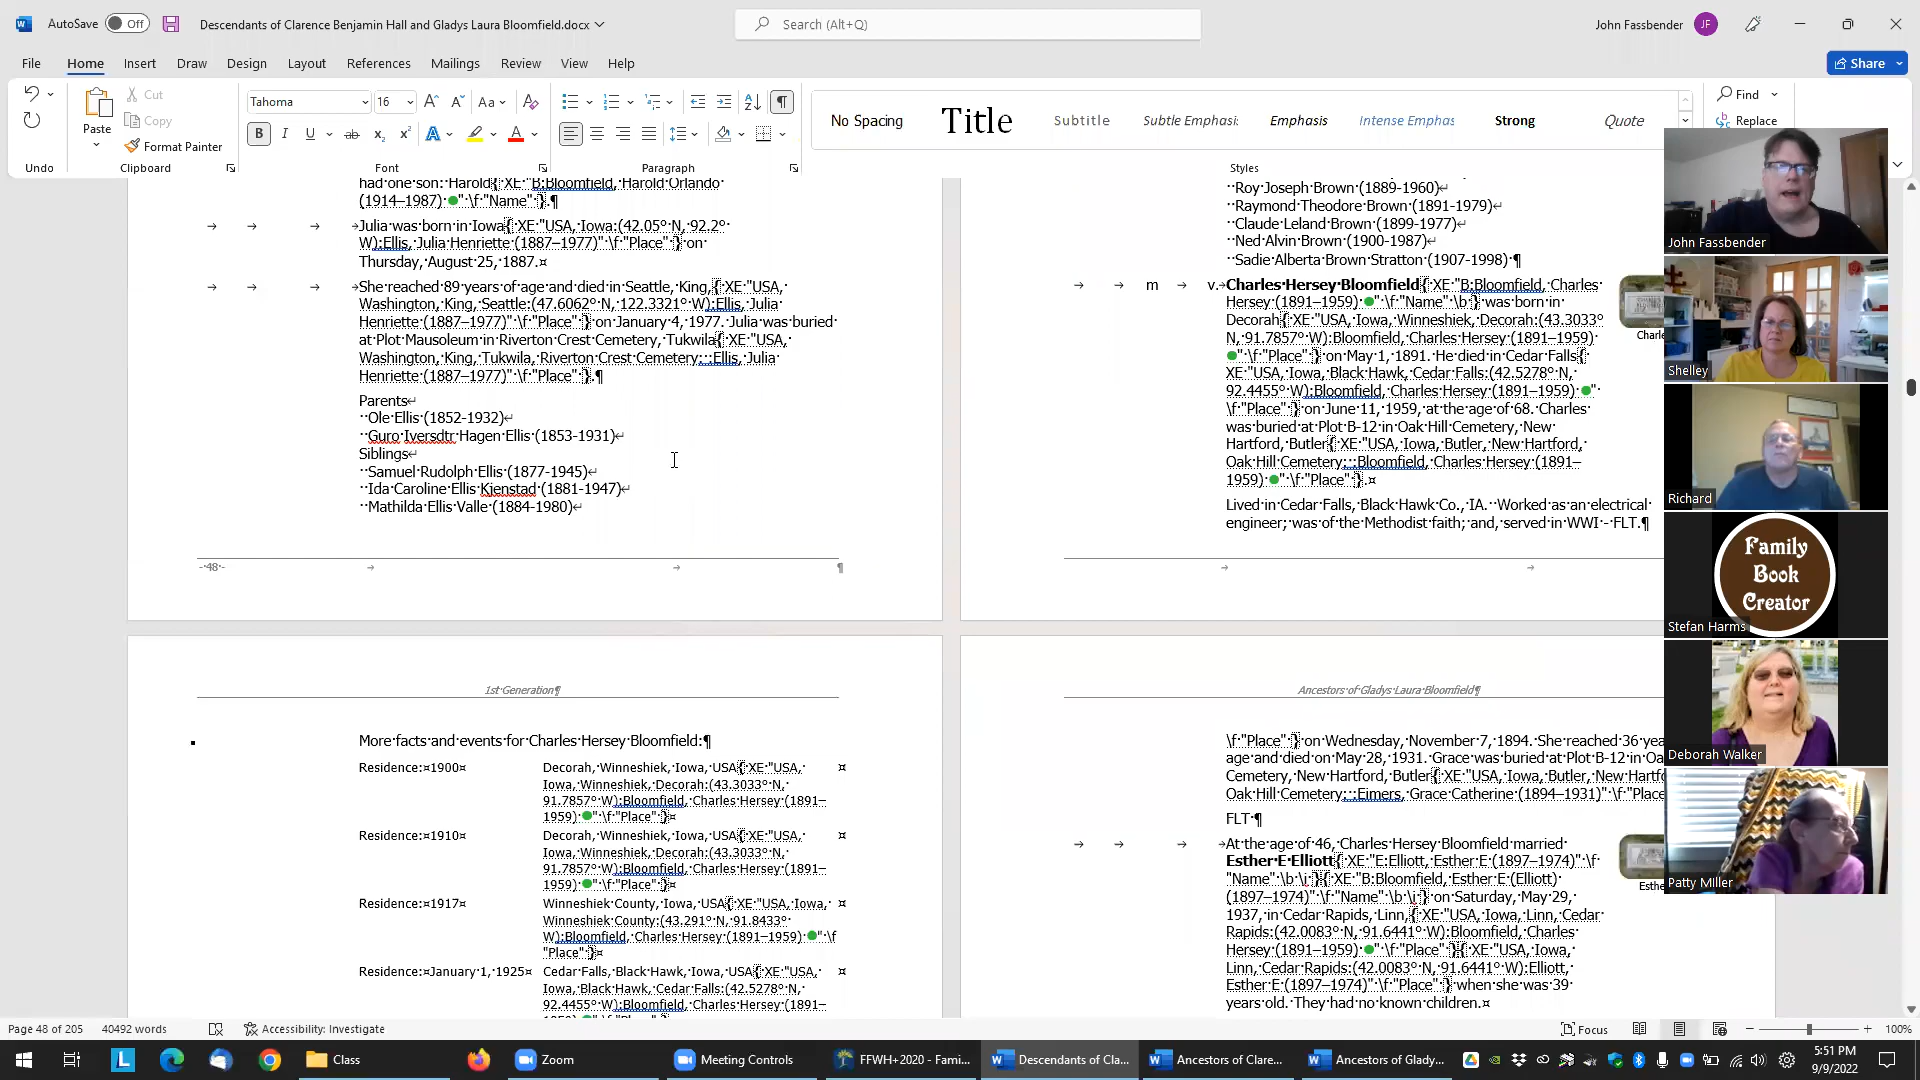 AutoSave Off
Descendants of Clarence Benjamin Hall and Gladys Laura Bloomfield.docx
Search (Alt+Q)
John Fassbender JF
File Home Insert Draw Design Layout References Mailings Review View Help
Share
Paste
Cut
Copy
Format Painter
Tahoma 16
No Spacing Title Subtitle Subtle Emphasi: Emphasis Intense Emphas Strong Quote
Find
Replace
Undo Clipboard Font Paragraph Styles
had one son: Harold{ XE "B:Bloomfield, Harold Orlando
(1914–1987) " \f "Name" }.¶
Julia was born in Iowa{ XE "USA, Iowa:(42.05º N, 92.2º
W);Ellis, Julia Henriette (1887–1977)" \f "Place" } on
Thursday, August 25, 1887.¤
She reached 89 years of age and died in Seattle, King,{ XE "USA,
Washington, King, Seattle:(47.6062º N, 122.3321º W);Ellis, Julia
Henriette (1887–1977)" \f "Place" } on January 4, 1977. Julia was buried
at Plot Mausoleum in Riverton Crest Cemetery, Tukwila{ XE "USA,
Washington, King, Tukwila, Riverton Crest Cemetery;:;Ellis, Julia
Henriette (1887–1977)" \f "Place" }.¶
Parents↵
Ole Ellis (1852-1932)↵
Guro Iversdtr Hagen Ellis (1853-1931)↵
Siblings↵
Samuel Rudolph Ellis (1877-1945)↵
Ida Caroline Ellis Kjenstad (1881-1947)↵
Mathilda Ellis Valle (1884-1980)↵
- 48 -
Roy Joseph Brown (1889-1960)↵
Raymond Theodore Brown (1891-1979)↵
Claude Leland Brown (1899-1977)↵
Ned Alvin Brown (1900-1987)↵
Sadie Alberta Brown Stratton (1907-1998) ¶
m v. Charles Hersey Bloomfield{ XE "B:Bloomfield, Charles
Hersey (1891–1959) " \f "Name" \b } was born in
Decorah{ XE "USA, Iowa, Winneshiek, Decorah:(43.3033º
N, 91.7857º W);Bloomfield, Charles Hersey (1891–1959)
" \f "Place" } on May 1, 1891. He died in Cedar Falls{
XE "USA, Iowa, Black Hawk, Cedar Falls:(42.5278º N,
92.4455º W);Bloomfield, Charles Hersey (1891–1959) "
\f "Place" } on June 11, 1959, at the age of 68. Charles
was buried at Plot B-12 in Oak Hill Cemetery, New
Hartford, Butler{ XE "USA, Iowa, Butler, New Hartford,
Oak Hill Cemetery;:;Bloomfield, Charles Hersey (1891–
1959) " \f "Place" }.¤
Charle
Lived in Cedar Falls, Black Hawk Co., IA. Worked as an electrical
engineer; was of the Methodist faith; and, served in WWI - FLT.¶
1st Generation¶
More facts and events for Charles Hersey Bloomfield:¶
Residence:¤1900¤ Decorah, Winneshiek, Iowa, USA{ XE "USA,
Iowa, Winneshiek, Decorah:(43.3033º N,
91.7857º W);Bloomfield, Charles Hersey (1891–
1959) " \f "Place" }¤
Residence:¤1910¤ Decorah, Winneshiek, Iowa, USA{ XE "USA,
Iowa, Winneshiek, Decorah:(43.3033º N,
91.7857º W);Bloomfield, Charles Hersey (1891–
1959) " \f "Place" }¤
Residence:¤1917¤ Winneshiek County, Iowa, USA{ XE "USA, Iowa,
Winneshiek County:(43.291º N, 91.8433º
W);Bloomfield, Charles Hersey (1891–1959) " \f
"Place" }¤
Residence:¤January 1, 1925¤ Cedar Falls, Black Hawk, Iowa, USA{ XE "USA,
Iowa, Black Hawk, Cedar Falls:(42.5278º N,
92.4455º W);Bloomfield, Charles Hersey (1891–
Ancestors of Gladys Laura Bloomfield¶
\f "Place" } on Wednesday, November 7, 1894. She reached 36 yea
age and died on May 28, 1931. Grace was buried at Plot B-12 in Oa
Cemetery, New Hartford, Butler{ XE "USA, Iowa, Butler, New Hartfo
Oak Hill Cemetery;:;Eimers, Grace Catherine (1894–1931)" \f "Place
FLT ¶
At the age of 46, Charles Hersey Bloomfield married
Esther E Elliott{ XE "E:Elliott, Esther E (1897–1974)" \f
"Name" \b \i }{ XE "B:Bloomfield, Esther E (Elliott)
(1897–1974)" \f "Name" \b \i } on Saturday, May 29,
1937, in Cedar Rapids, Linn,{ XE "USA, Iowa, Linn, Cedar
Rapids:(42.0083º N, 91.6441º W);Bloomfield, Charles
Hersey (1891–1959) " \f "Place" }{ XE "USA, Iowa,
Linn, Cedar Rapids:(42.0083º N, 91.6441º W);Elliott,
Esther E (1897–1974)" \f "Place" } when she was 39
years old. They had no known children.¤
Esthe
John Fassbender
Shelley
Richard
Family
Book
Creator
Stefan Harms
Deborah Walker
Patty MIller
Page 48 of 205 40492 words Accessibility: Investigate Focus 100%
Class Zoom Meeting Controls FFWH+2020 - Fami... Descendants of Cla... Ancestors of Clare... Ancestors of Glady...
5:51 PM
9/9/2022